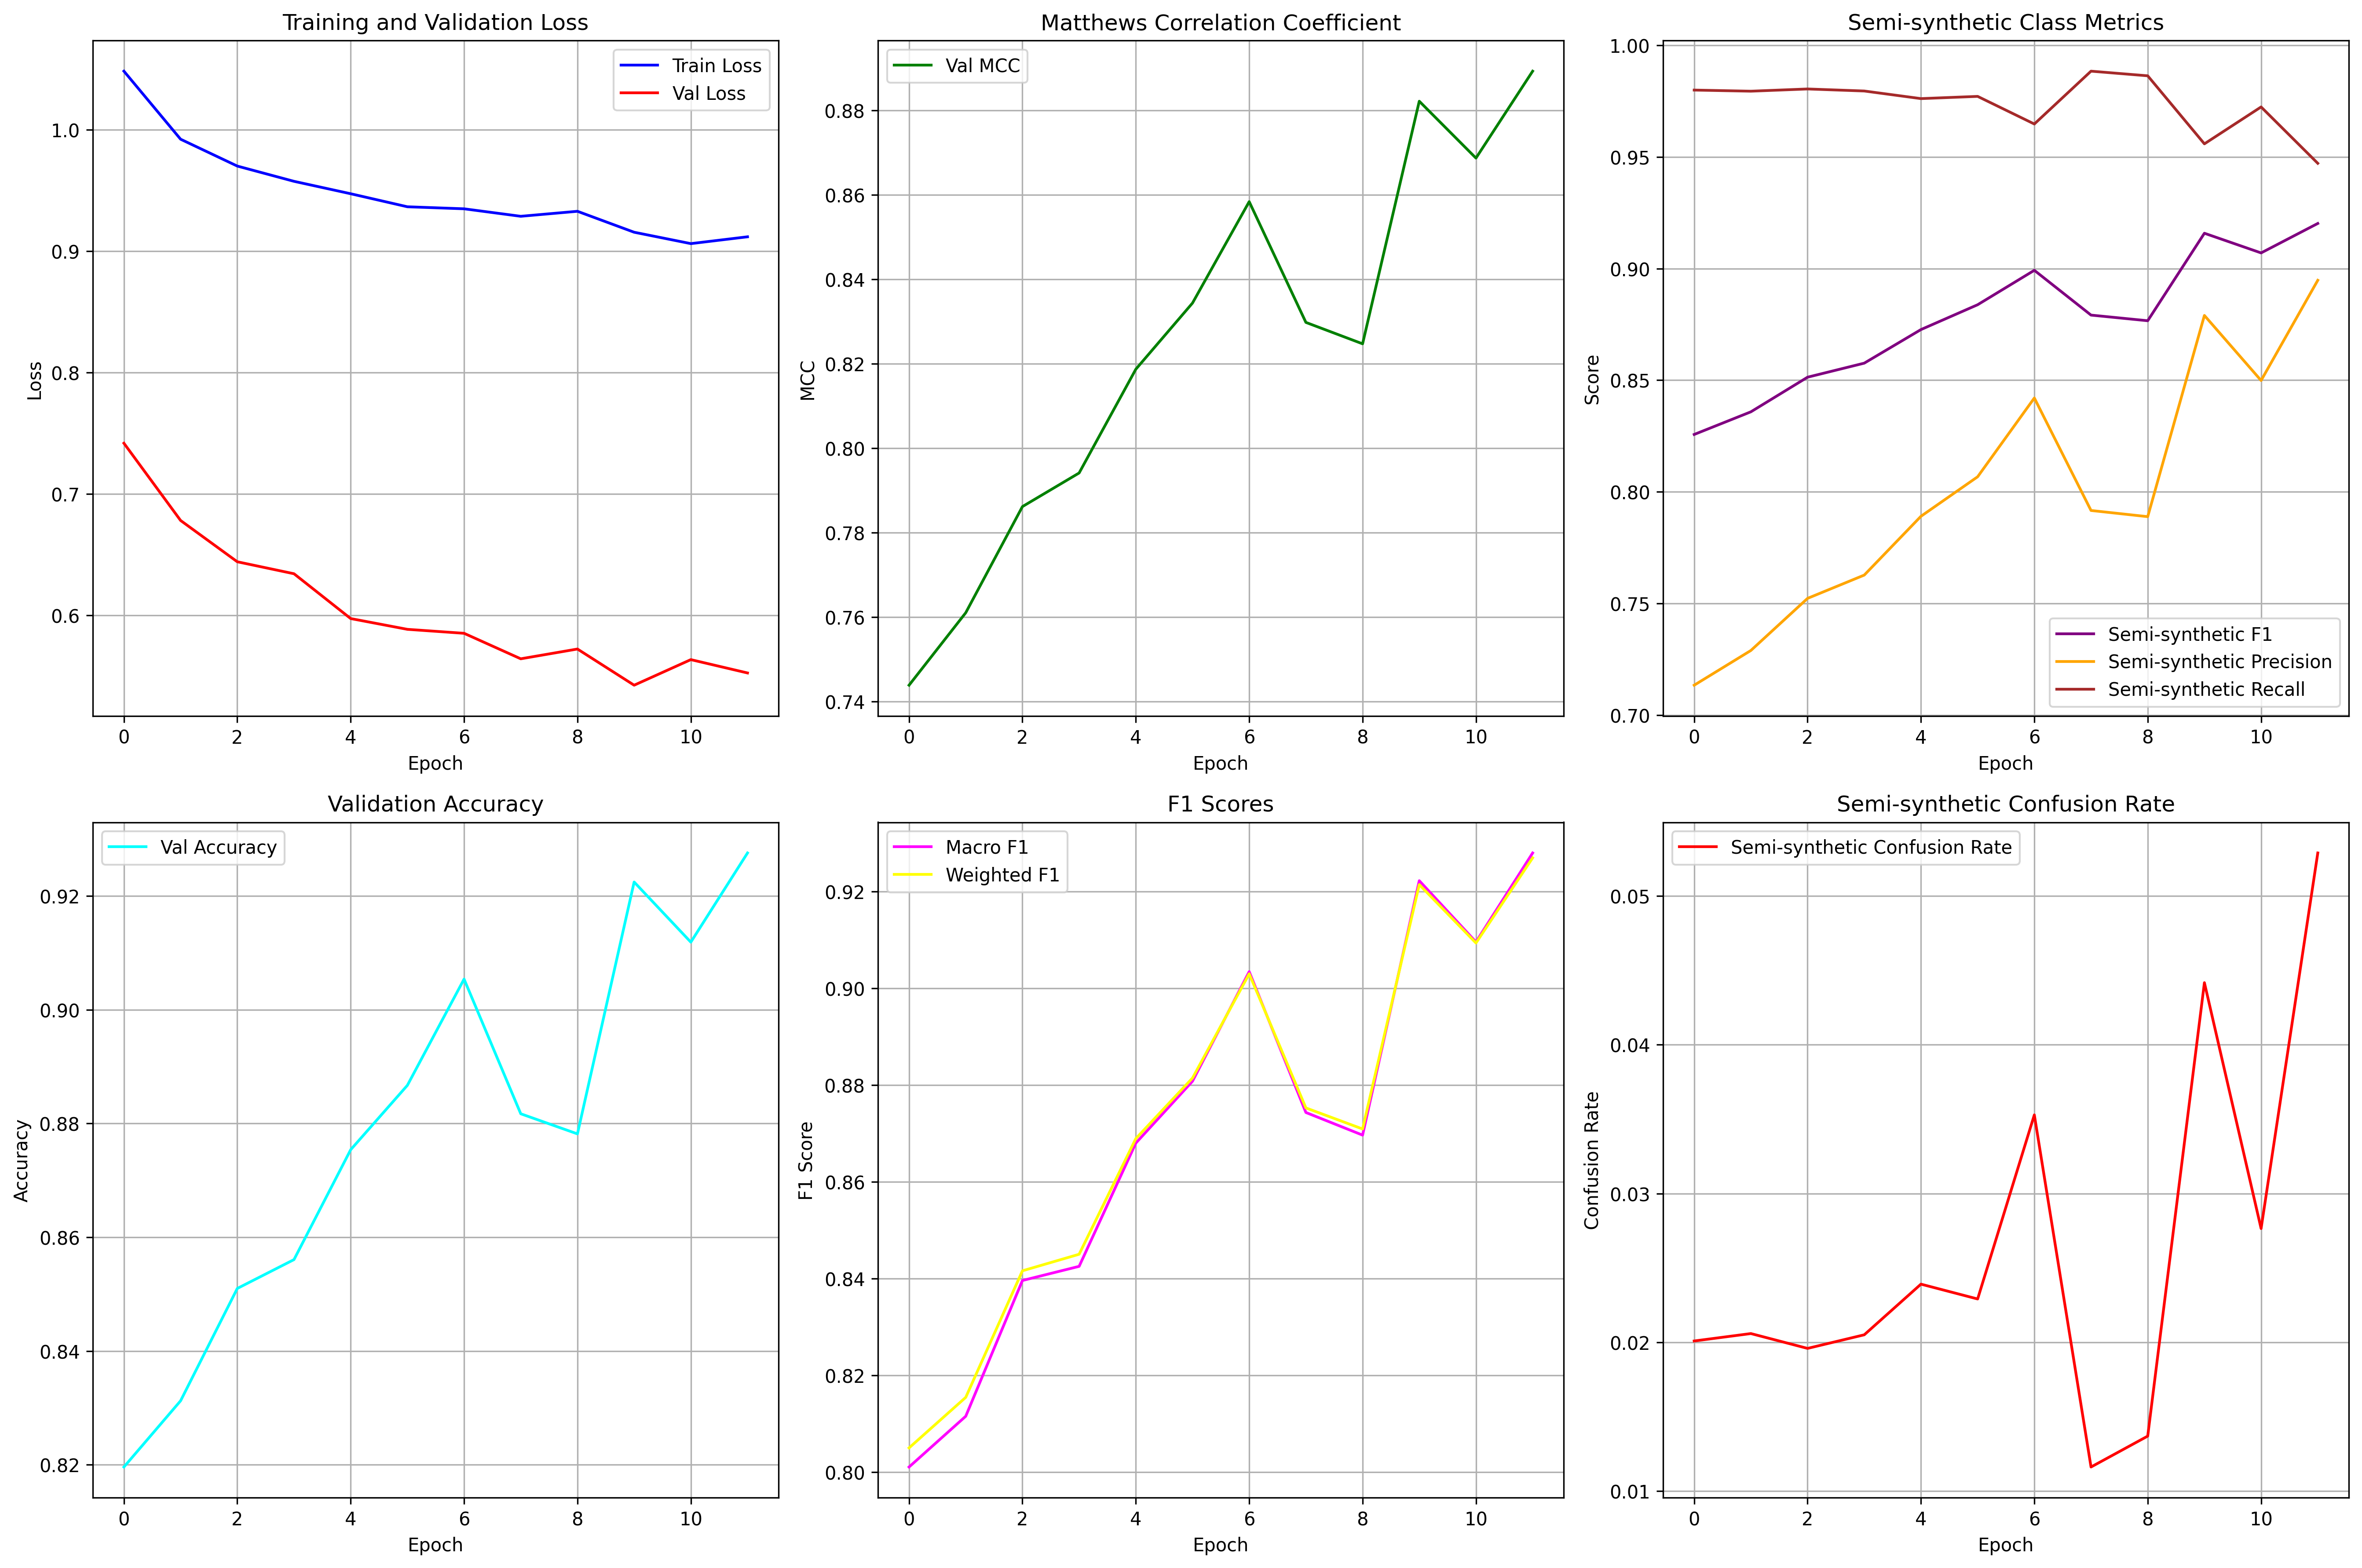 Training and Validation Loss
Train Loss
Val Loss
1.0
0.9
0.8
0.7
0.6
Loss
0 2 4 6 8 10
Epoch
Matthews Correlation Coefficient
Val MCC
0.88
0.86
0.84
0.82
0.80
0.78
0.76
0.74
MCC
0 2 4 6 8 10
Epoch
Semi-synthetic Class Metrics
1.00
0.95
0.90
0.85
0.80
0.75
0.70
Score
Semi-synthetic F1
Semi-synthetic Precision
Semi-synthetic Recall
0 2 4 6 8 10
Epoch
Validation Accuracy
Val Accuracy
0.92
0.90
0.88
0.86
0.84
0.82
Accuracy
0 2 4 6 8 10
Epoch
F1 Scores
Macro F1
Weighted F1
0.92
0.90
0.88
0.86
0.84
0.82
0.80
F1 Score
0 2 4 6 8 10
Epoch
Semi-synthetic Confusion Rate
Semi-synthetic Confusion Rate
0.05
0.04
0.03
0.02
0.01
Confusion Rate
0 2 4 6 8 10
Epoch